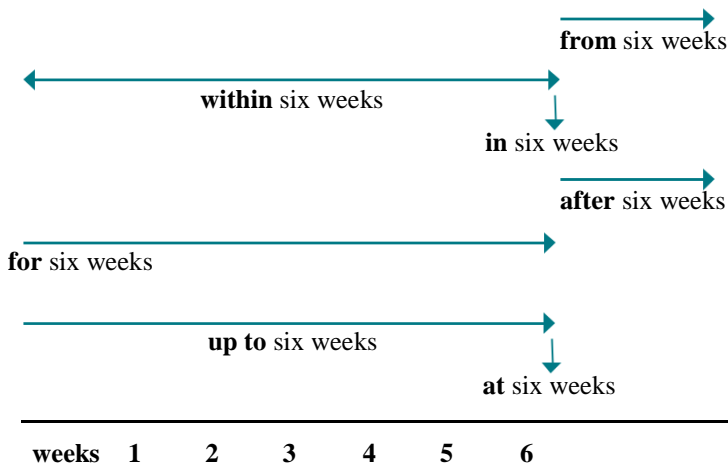 from six weeks
within six weeks
in six weeks
after six weeks
for six weeks
up to six weeks
at six weeks
weeks 1 2 3 4 5 6